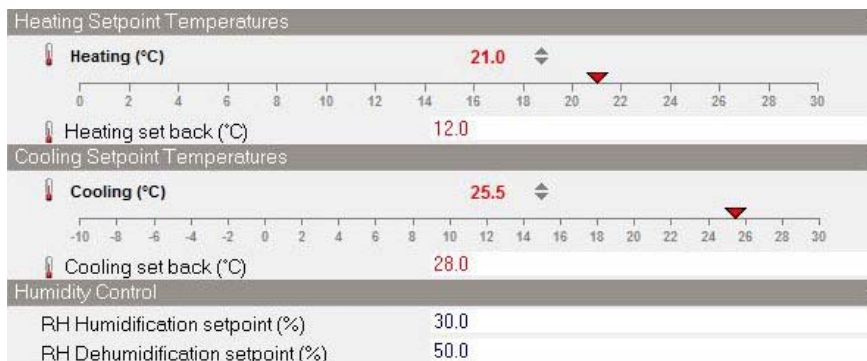 Heating Setpoint Temperatures
Heating (°C) 21.0
0 2 4 6 8 10 12 14 16 18 20 22 24 26 28 30
Heating set back (°C) 12.0
Cooling Setpoint Temperatures
Cooling (°C) 25.5
-10 -8 -6 -4 -2 0 2 4 6 8 10 12 14 16 18 20 22 24 26 28 30
Cooling set back (°C) 28.0
Humidity Control
RH Humidification setpoint (%) 30.0
RH Dehumidification setpoint (%) 50.0